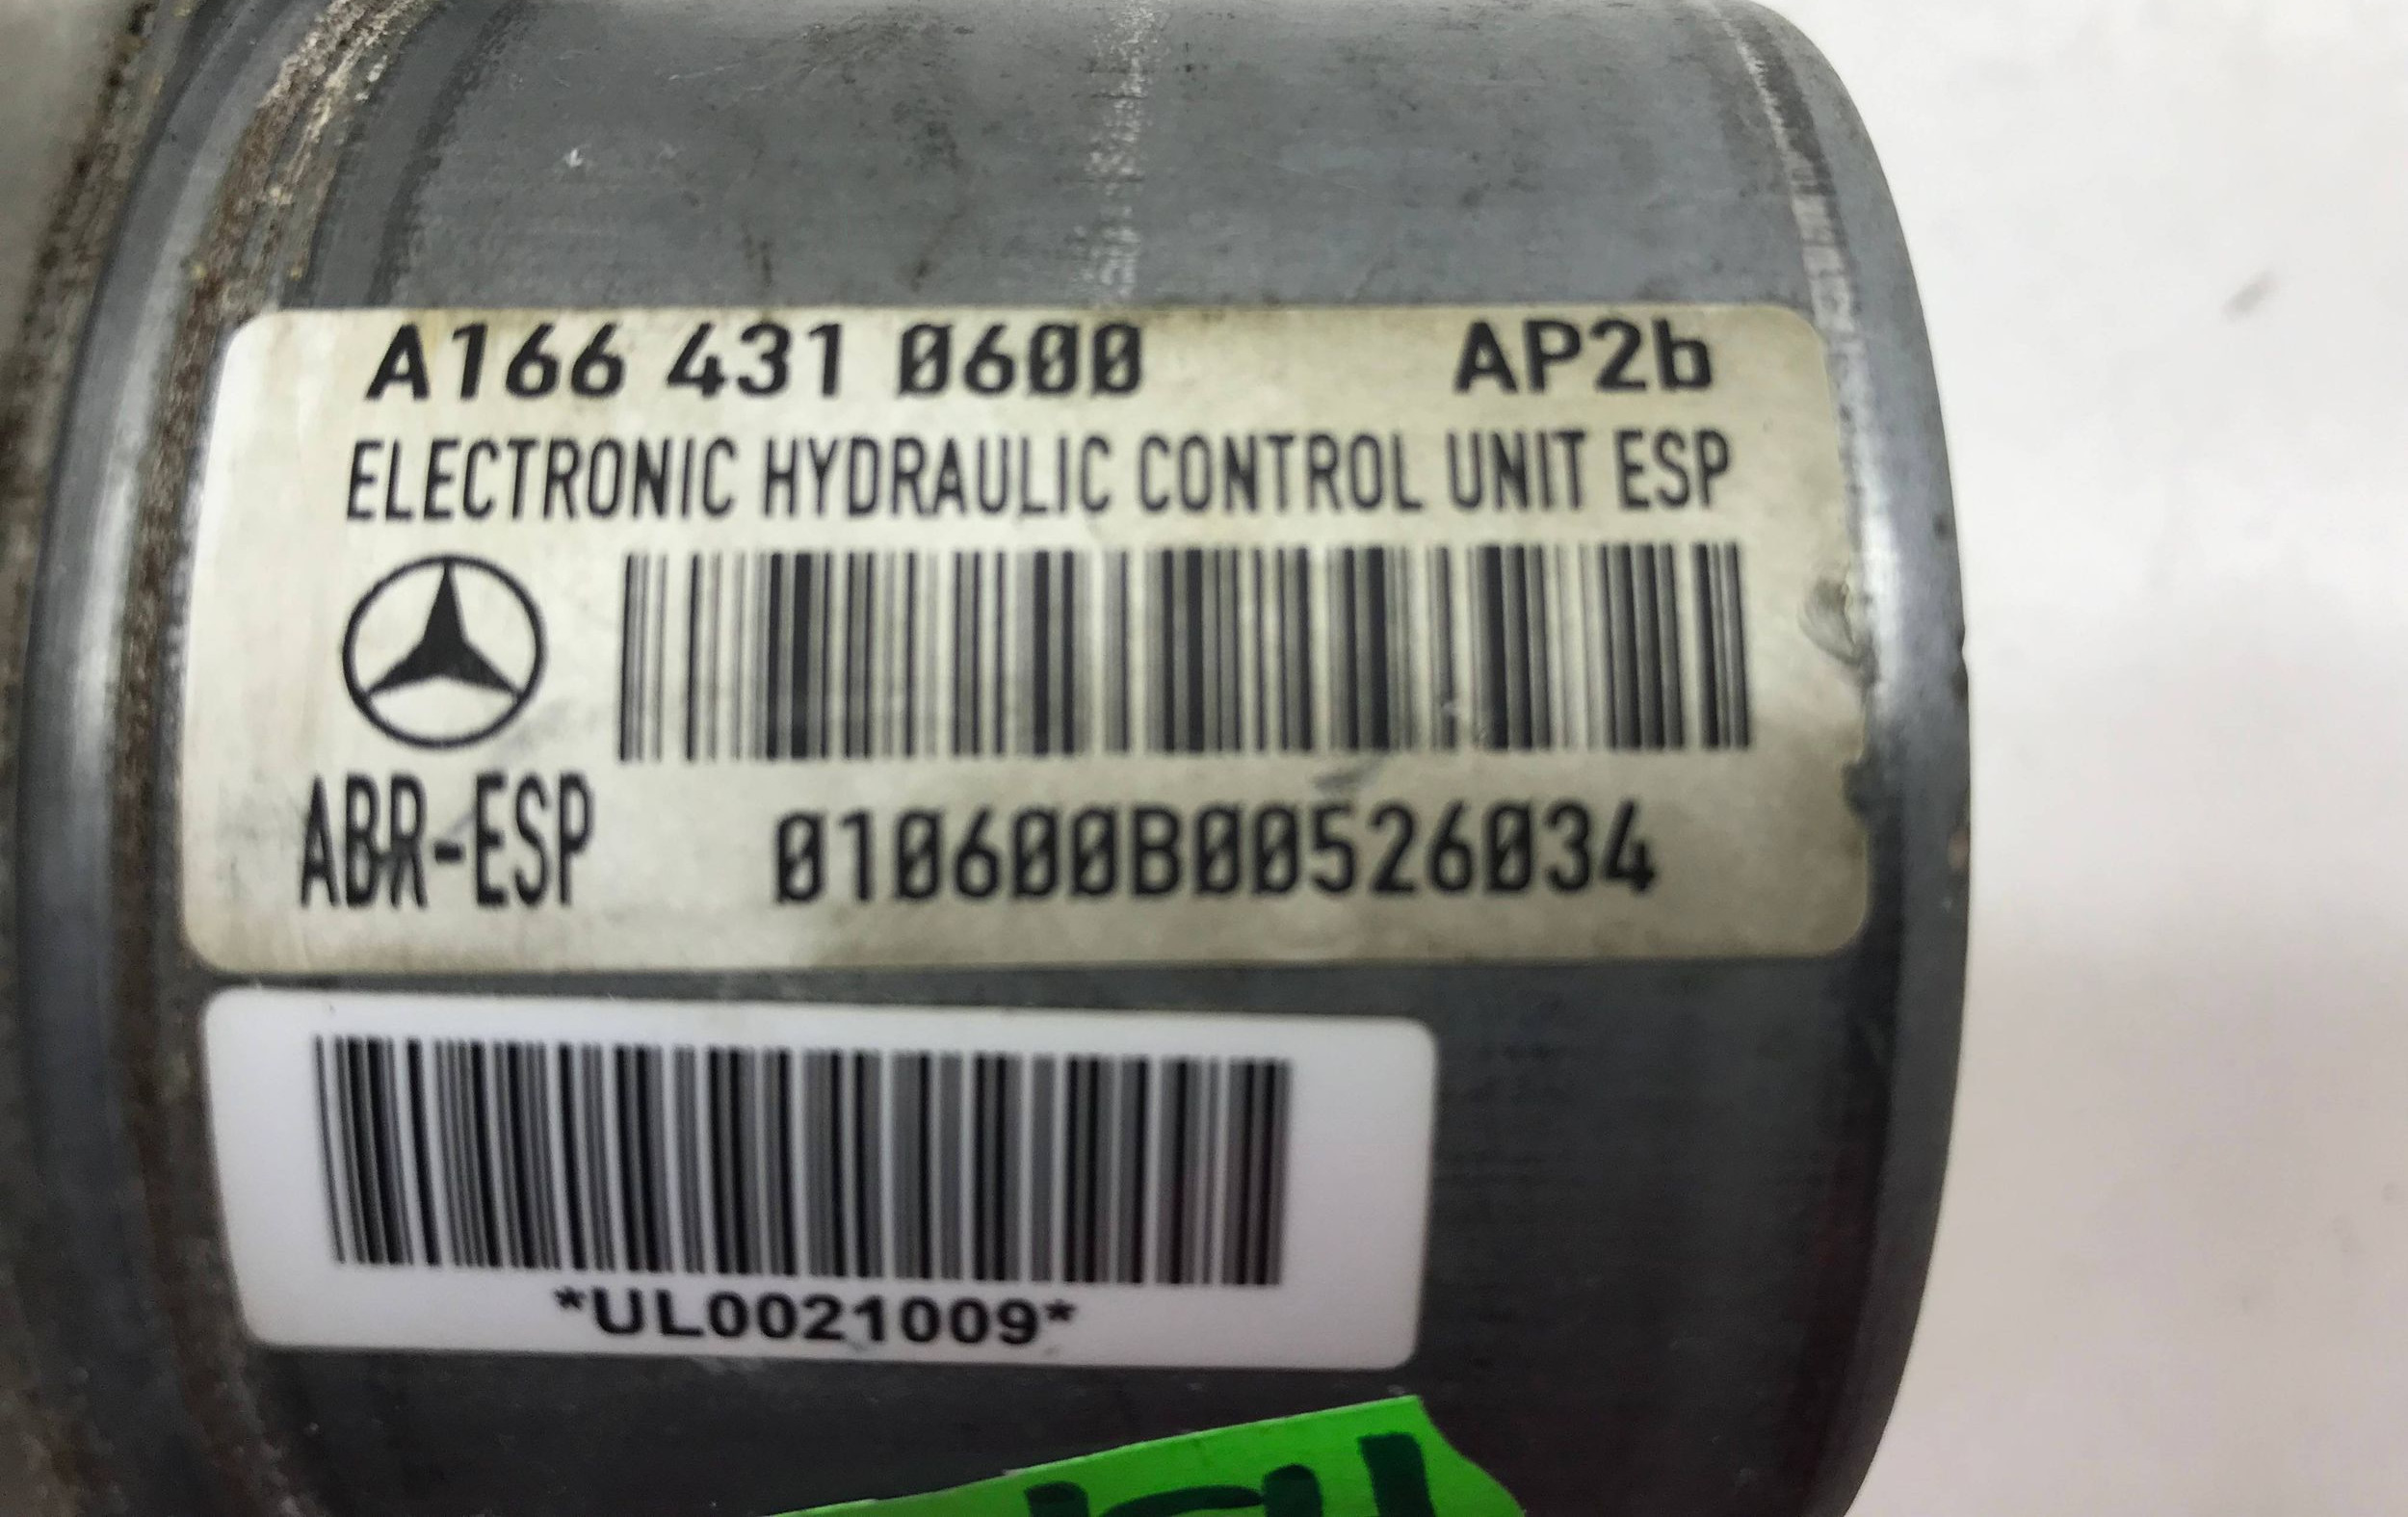 A166 431 0600 AP2b
ELECTRONIC HYDRAULIC CONTROL UNIT ESP
ABR-ESP 010600B00526034
*UL0021009*